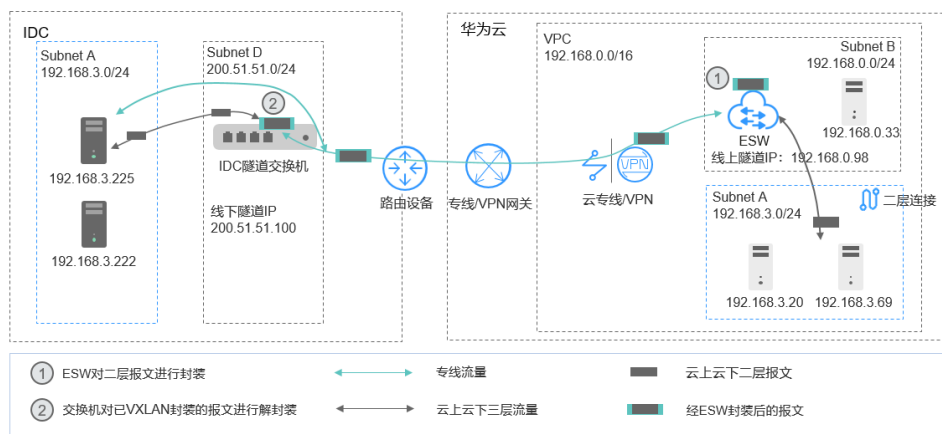 IDC
Subnet A
192.168.3.0/24
192.168.3.225
192.168.3.222
Subnet D
200.51.51.0/24
2
IDC隧道交换机
线下隧道IP
200.51.51.100
路由设备
专线/VPN网关
华为云
VPC
192.168.0.0/16
VPN
云专线/VPN
Subnet B
192.168.0.0/24
1
192.168.0.33
ESW
线上隧道IP：192.168.0.98
Subnet A
192.168.3.0/24
二层连接
192.168.3.20
192.168.3.69
1 ESW对二层报文进行封装
专线流量
云上云下二层报文
2 交换机对已VXLAN封装的报文进行解封装
云上云下三层流量
经ESW封装后的报文